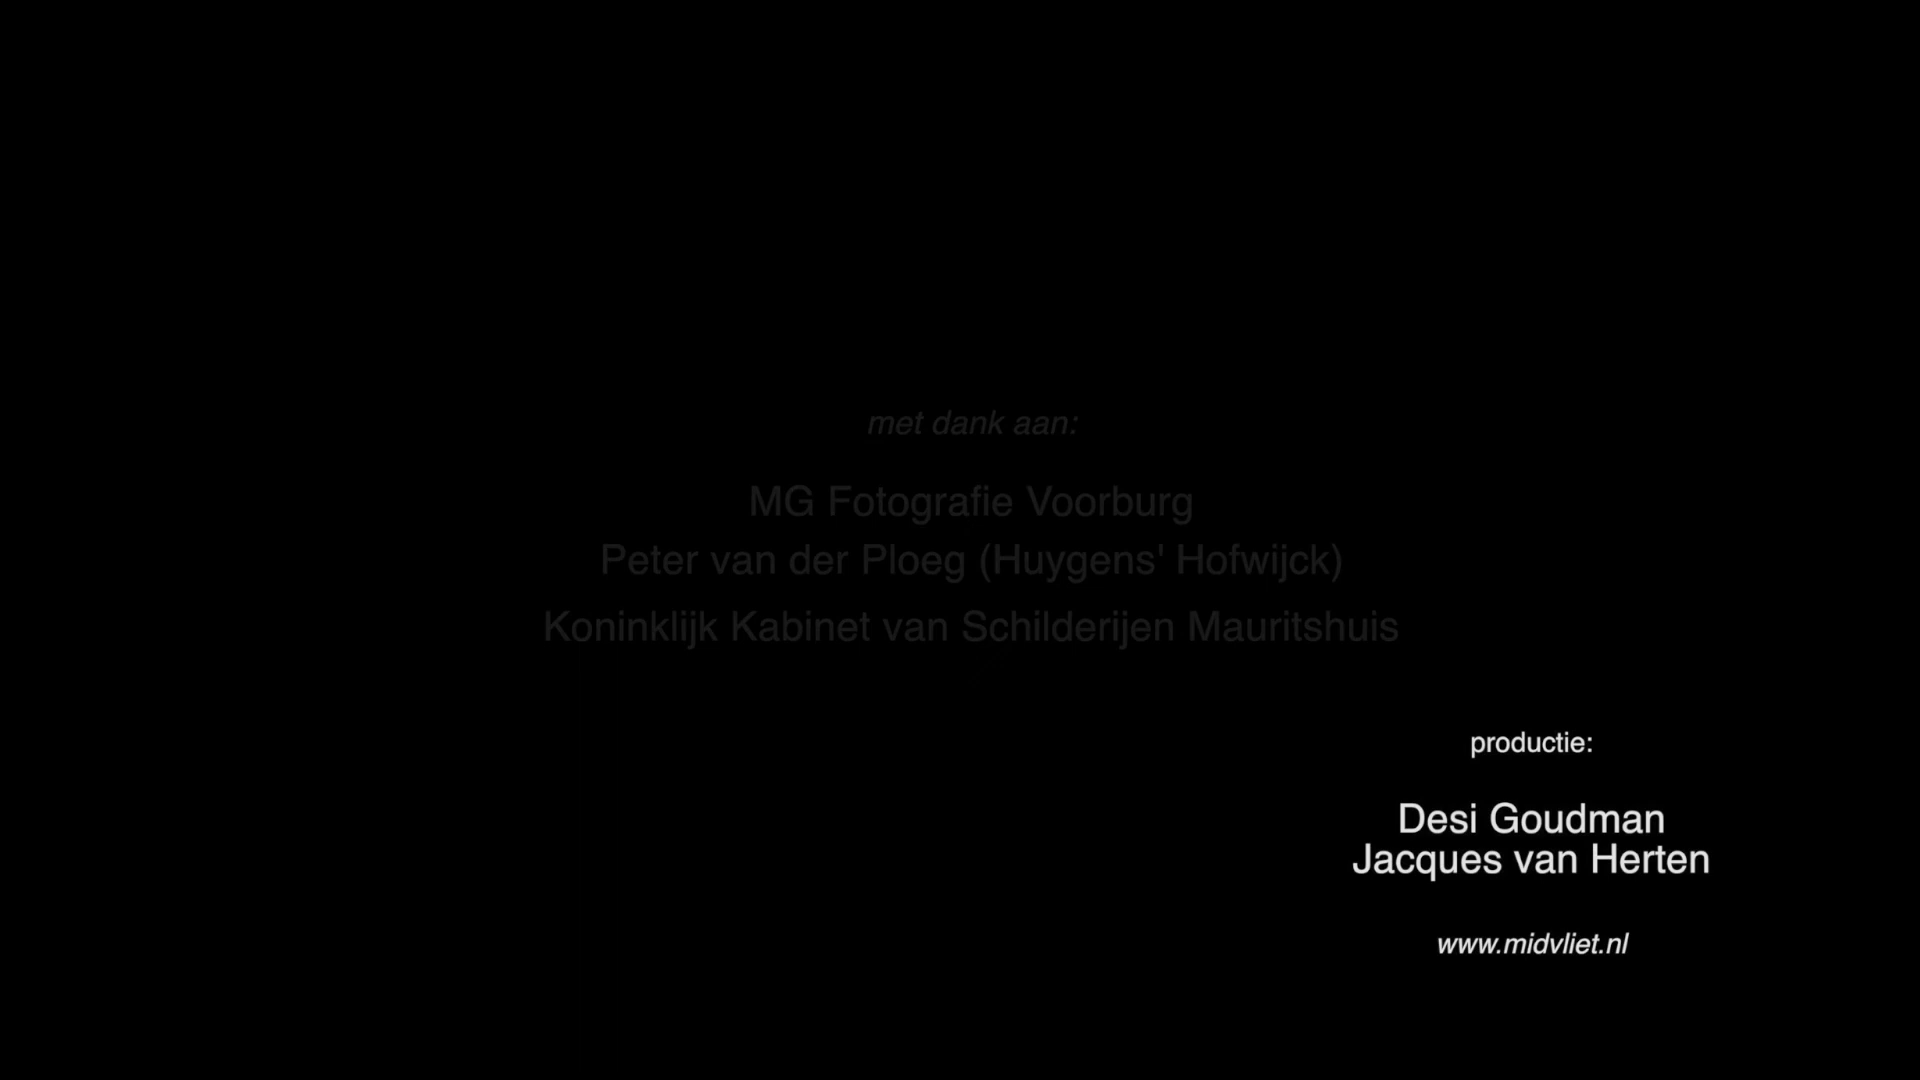 met dank aan:
MG Fotografie Voorburg
Peter van der Ploeg (Huygens' Hofwijck)
Koninklijk Kabinet van Schilderijen Mauritshuis
productie:
Desi Goudman
Jacques van Herten
www.midvliet.nl